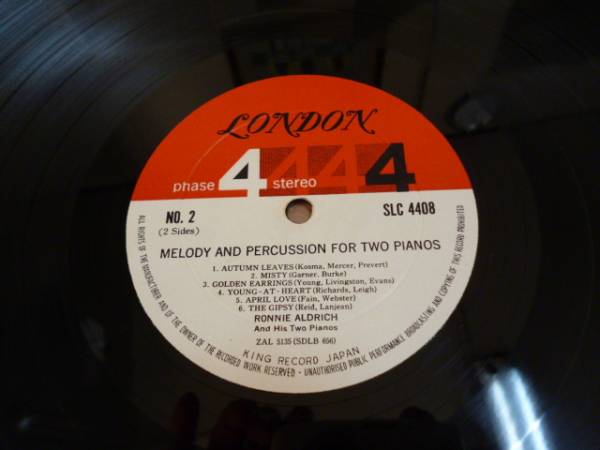 LONDON
phase 4 stereo 4 4 4
NO. 2
(2 Sides)
SLC 4408
MELODY AND PERCUSSION FOR TWO PIANOS
1. AUTUMN LEAVES (Kosma, Mercer, Prevert)
2. MISTY (Garner, Burke)
3. GOLDEN EARRINGS (Young, Livingston, Evans)
4. YOUNG-AT-HEART (Richards, Leigh)
5. APRIL LOVE (Fain, Webster)
6. THE GIPSY (Reid, Lanjean)
RONNIE ALDRICH
And His Two Pianos
ZAL 5135 (SDLB 656)
KING RECORD JAPAN
ALL RIGHTS OF THE MANUFACTURER AND OF THE OWNER OF THE RECORDED WORK RESERVED - UNAUTHORISED PUBLIC PERFORMANCE BROADCASTING AND COPYING OF THIS RECORD PROHIBITED